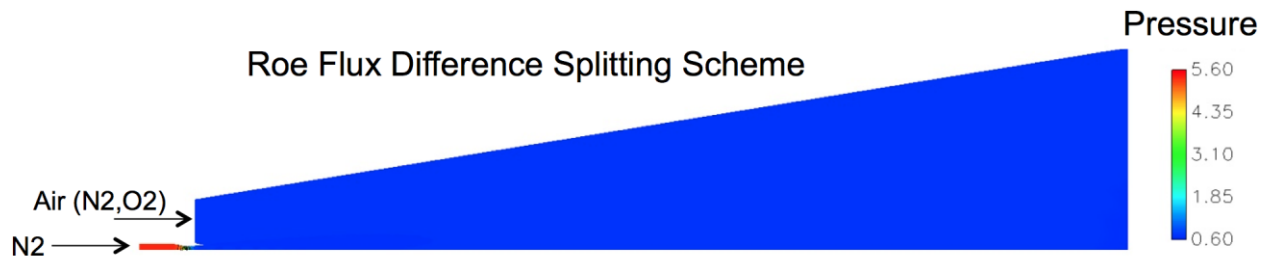 Pressure
Roe Flux Difference Splitting Scheme
5.60
4.35
3.10
1.85
0.60
Air (N2,O2)
N2